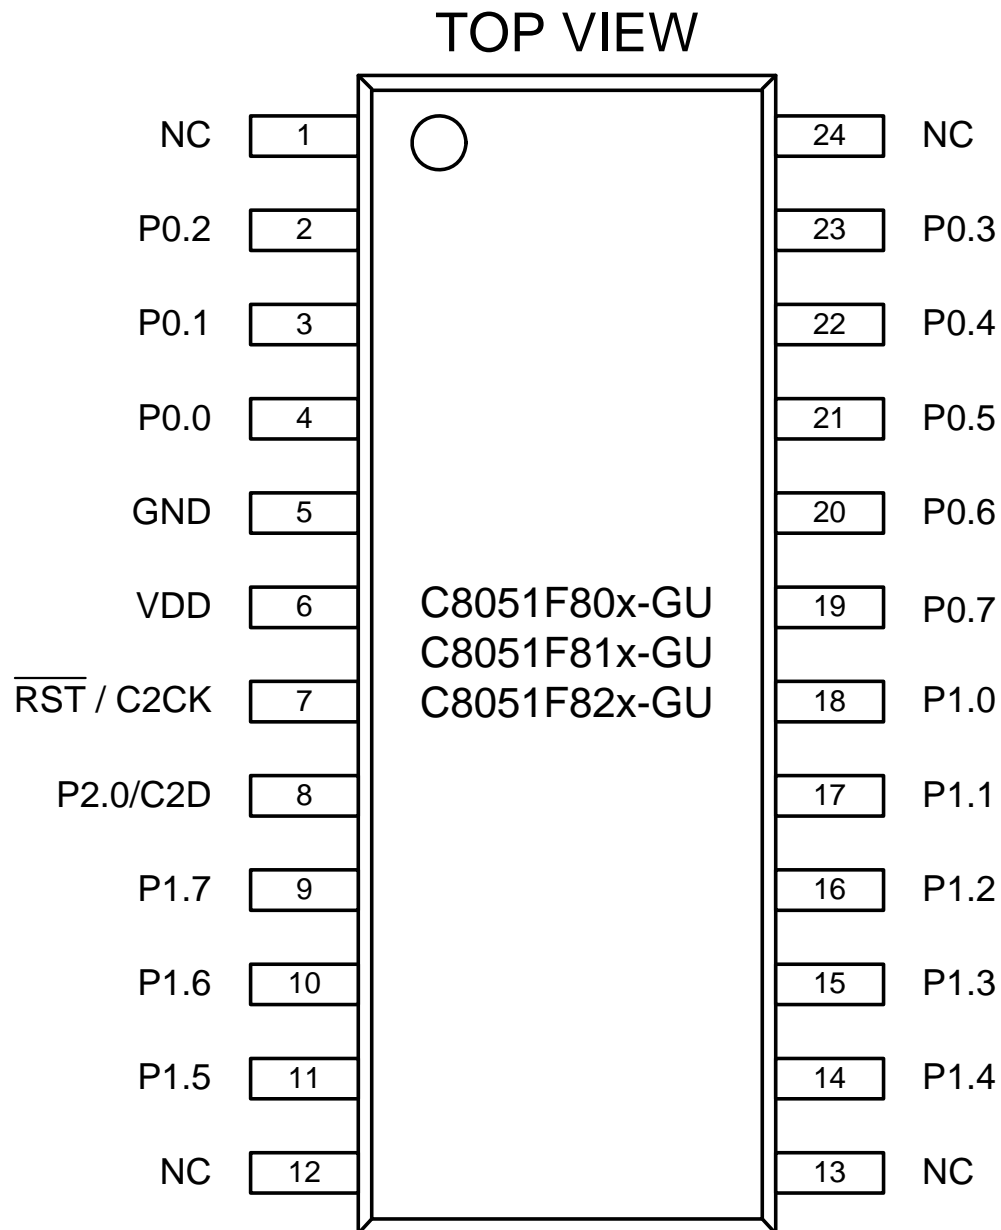 TOP VIEW
NC 1 24 NC
P0.2 2 23 P0.3
P0.1 3 22 P0.4
P0.0 4 21 P0.5
GND 5 20 P0.6
VDD 6 C8051F80x-GU 19 P0.7
C8051F81x-GU
R̅S̅T̅ / C2CK 7 C8051F82x-GU 18 P1.0
P2.0/C2D 8 17 P1.1
P1.7 9 16 P1.2
P1.6 10 15 P1.3
P1.5 11 14 P1.4
NC 12 13 NC